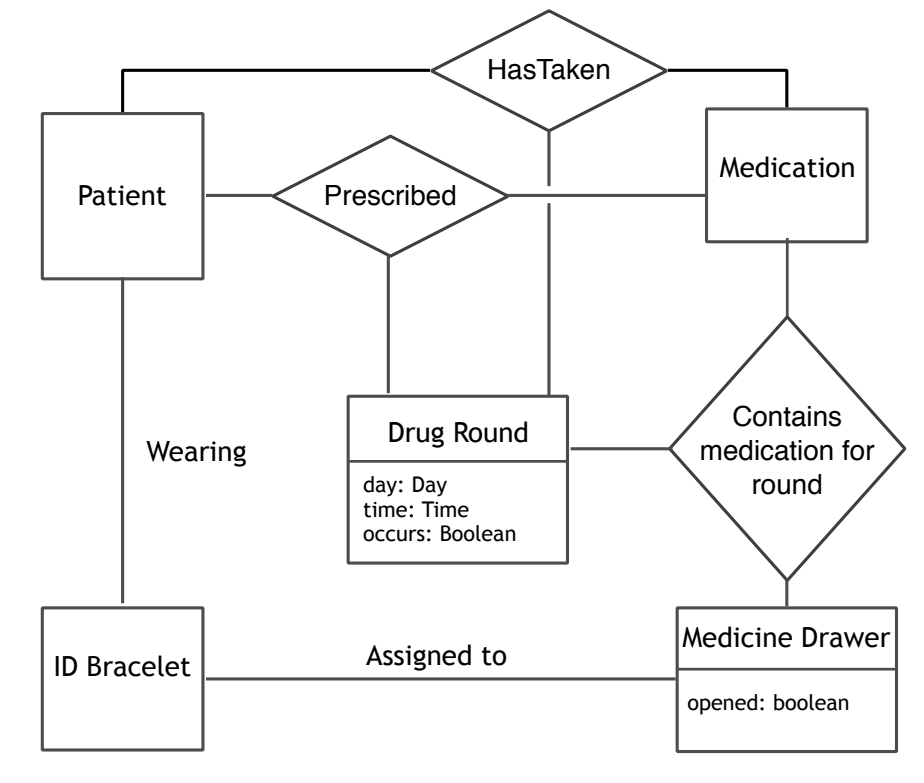 HasTaken
Medication
Patient
Prescribed
Contains
medication for
round
Drug Round
day: Day
time: Time
occurs: Boolean
Wearing
ID Bracelet
Assigned to
Medicine Drawer
opened: boolean